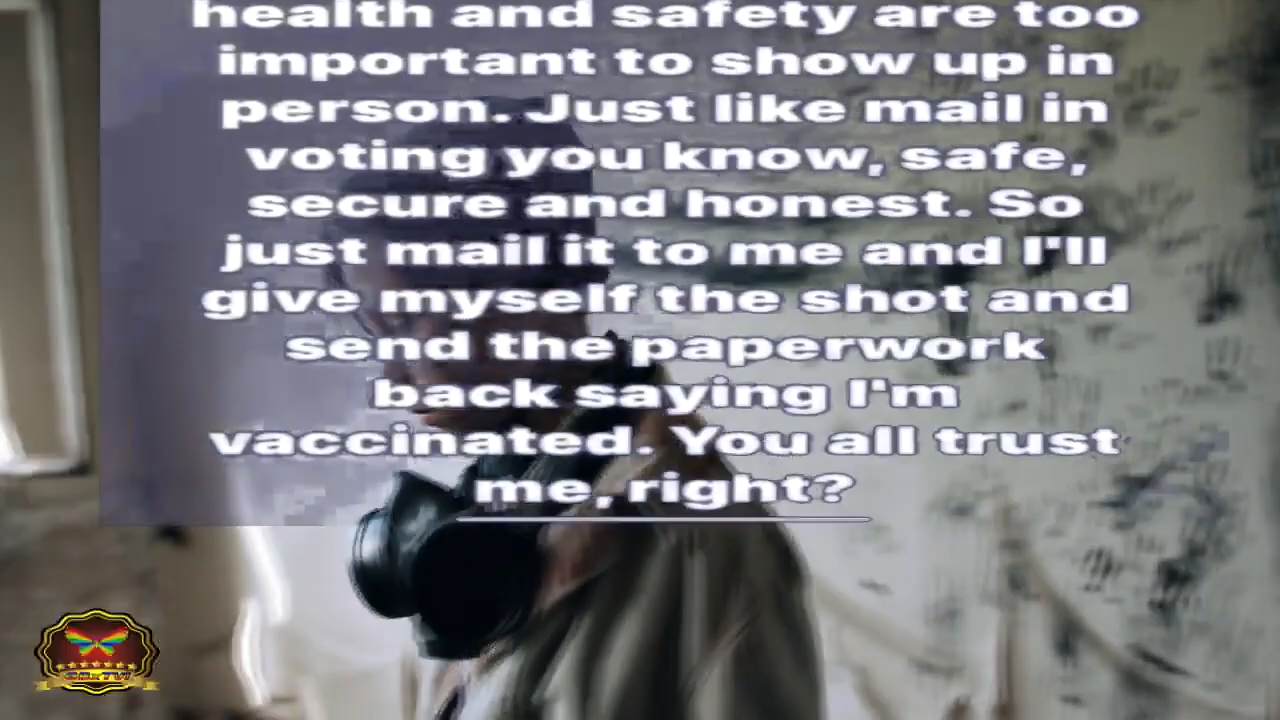 health and safety are too
important to show up in
person. Just like mail in
voting you know, safe,
secure and honest. So
just mail it to me and I'll
give myself the shot and
send the paperwork
back saying I'm
vaccinated. You all trust
me, right?